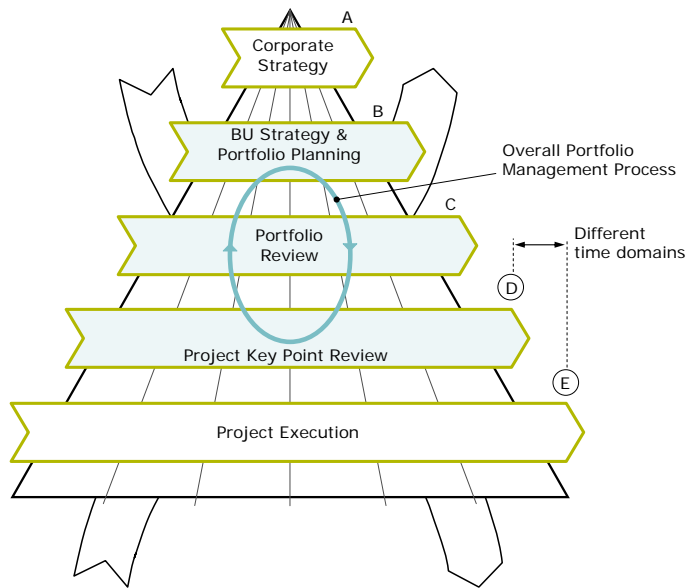 A
Corporate
Strategy
B
BU Strategy &
Portfolio Planning
Overall Portfolio
Management Process
C
Portfolio
Review
Different
time domains
D
Project Key Point Review
E
Project Execution